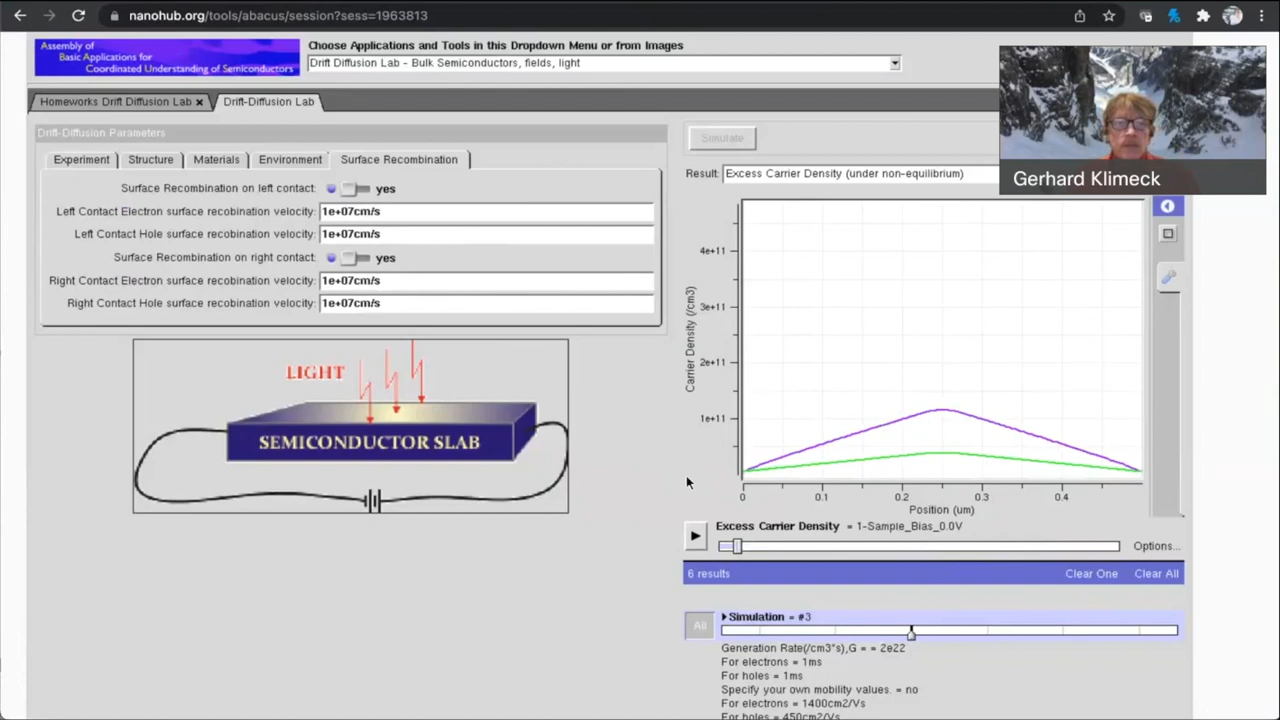 nanohub.org/tools/abacus/session?sess=1963813
Assembly of
Basic Applications for
Coordinated Understanding of Semiconductors
Choose Applications and Tools in this Dropdown Menu or from Images
Drift Diffusion Lab - Bulk Semiconductors, fields, light
Gerhard Klimeck
Homeworks Drift Diffusion Lab
Drift-Diffusion Lab
Drift-Diffusion Parameters
Experiment
Structure
Materials
Environment
Surface Recombination
Surface Recombination on left contact: yes
Left Contact Electron surface recobination velocity: 1e+07cm/s
Left Contact Hole surface recobination velocity: 1e+07cm/s
Surface Recombination on right contact: yes
Right Contact Electron surface recobination velocity: 1e+07cm/s
Right Contact Hole surface recobination velocity: 1e+07cm/s
LIGHT
SEMICONDUCTOR SLAB
Simulate
Result: Excess Carrier Density (under non-equilibrium)
Carrier Density (/cm3)
4e+11
3e+11
2e+11
1e+11
0 0.1 0.2 0.3 0.4
Position (um)
Excess Carrier Density = 1-Sample_Bias_0.0V
Options...
6 results Clear One Clear All
All
Simulation = #3
Generation Rate(/cm3*s),G = = 2e22
For electrons = 1ms
For holes = 1ms
Specify your own mobility values. = no
For electrons = 1400cm2/Vs
For holes = 450cm2/Vs